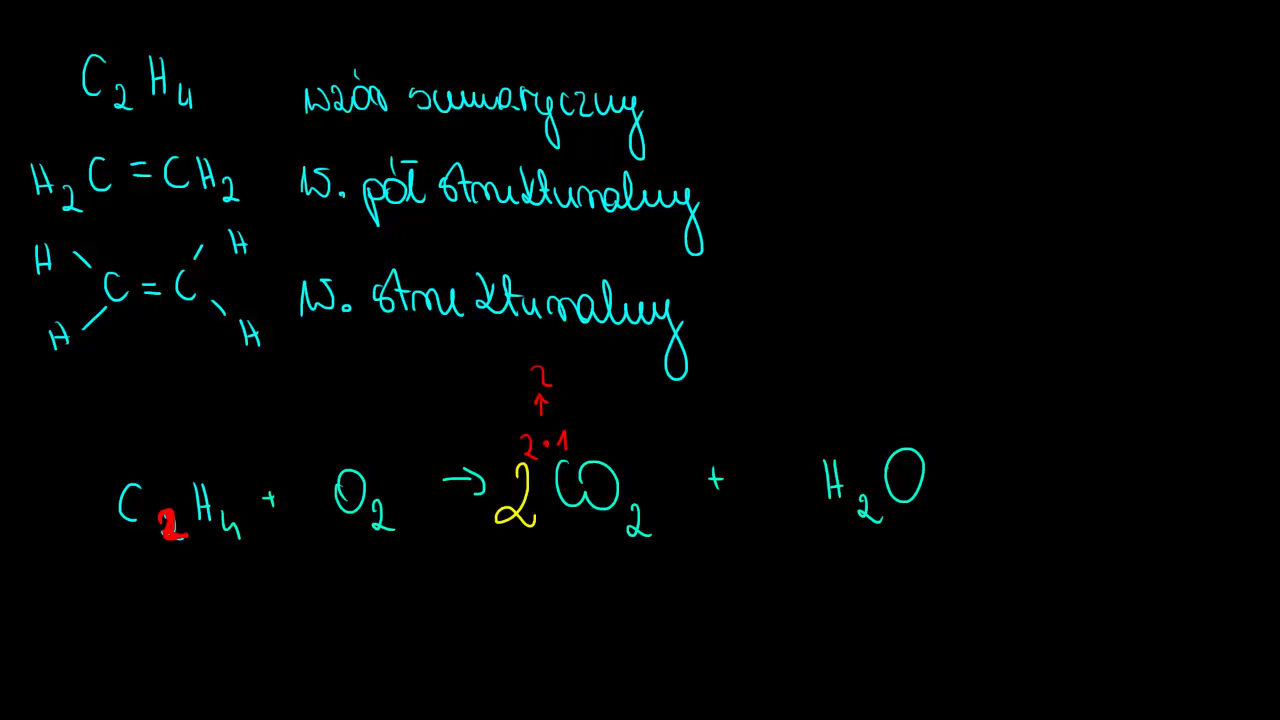 C₂H₄ wzór sumaryczny
H₂C=CH₂ w. półstrukturalny
H H
C=C w. strukturalny
H H
2
↑
2·1
C₂H₄ + O₂ → 2CO₂ + H₂O